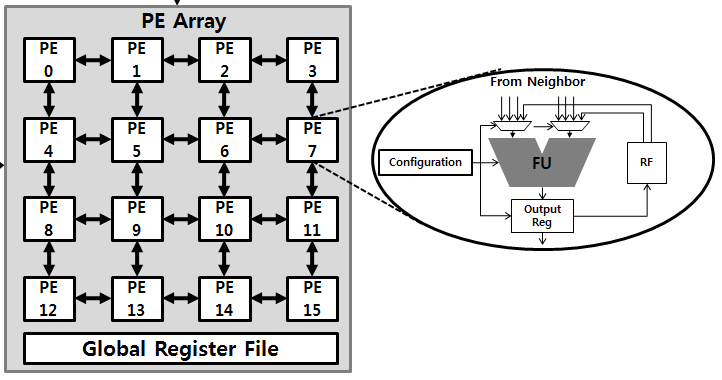 PE Array
PE
0
PE
1
PE
2
PE
3
PE
4
PE
5
PE
6
PE
7
PE
8
PE
9
PE
10
PE
11
PE
12
PE
13
PE
14
PE
15
Global Register File
From Neighbor
Configuration
FU
RF
Output
Reg